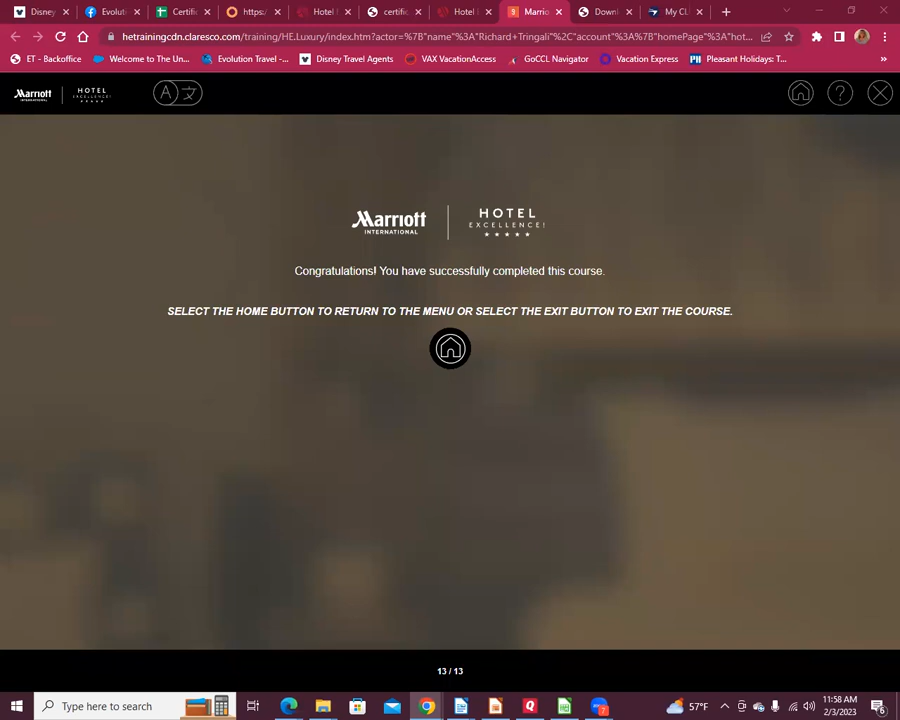 Disney
Evoluti
Certific
https:/
Hotel
certific
Hotel
Marrio
Downl
My CL
hetrainingcdn.claresco.com/training/HE.Luxury/index.htm?actor=%7B"name"%3A"Richard+Tringali"%2C"account"%3A%7B"homePage"%3A"hot...
ET - Backoffice
Welcome to The Un...
Evolution Travel -...
Disney Travel Agents
VAX VacationAccess
GoCCL Navigator
Vacation Express
Pleasant Holidays: T...
»
Marriott INTERNATIONAL
HOTEL EXCELLENCE!
A 文
?
Marriott
INTERNATIONAL
HOTEL
EXCELLENCE!
Congratulations! You have successfully completed this course.
SELECT THE HOME BUTTON TO RETURN TO THE MENU OR SELECT THE EXIT BUTTON TO EXIT THE COURSE.
13 / 13
Type here to search
57°F
11:58 AM
2/3/2023
6